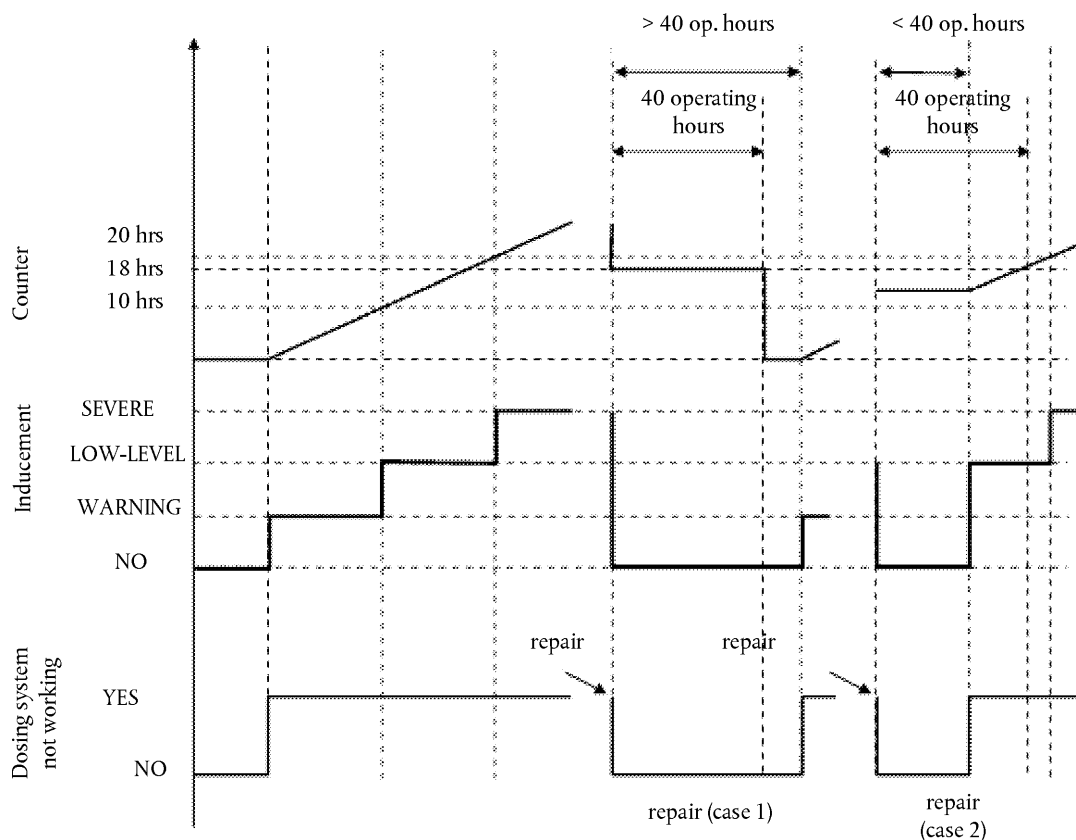 > 40 op. hours
< 40 op. hours
40 operating
hours
40 operating
hours
Counter
20 hrs
18 hrs
10 hrs
Inducement
SEVERE
LOW-LEVEL
WARNING
NO
repair
repair
Dosing system
not working
YES
NO
repair (case 1)
repair
(case 2)